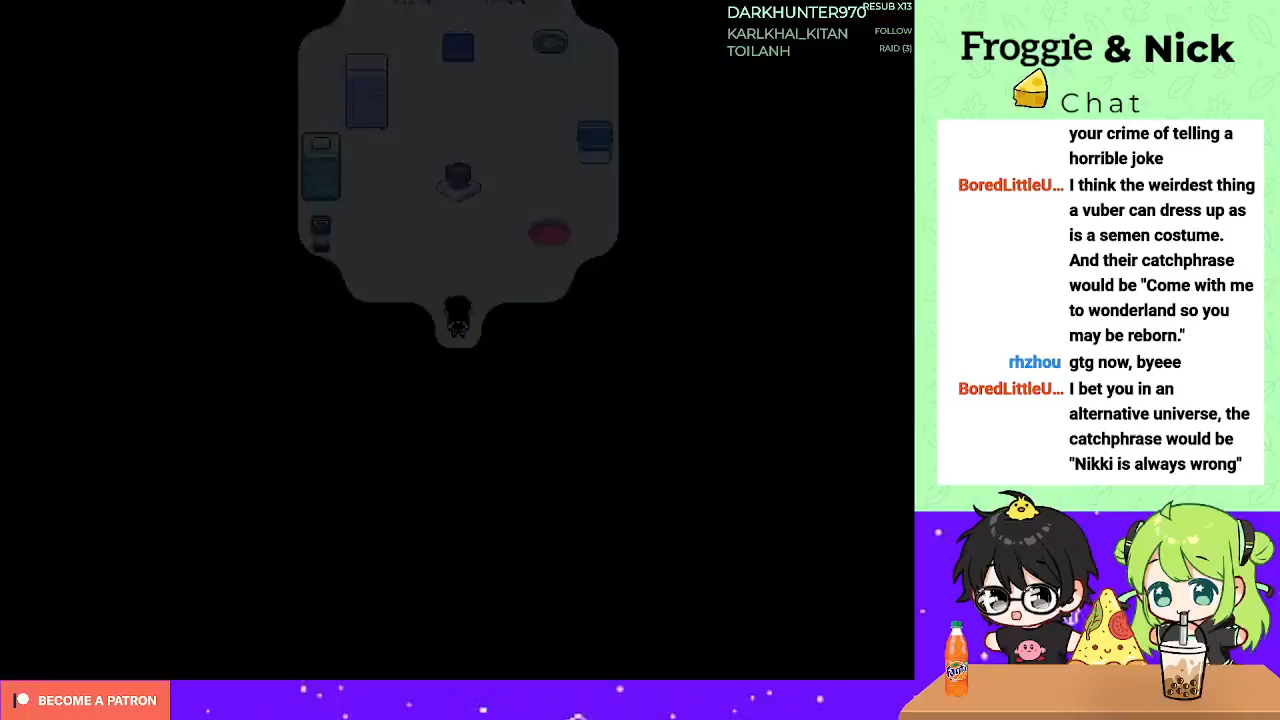 DARKHUNTER970 RESUB X13
KARLKHAI_KITAN FOLLOW
TOILANH RAID (3)
Froggie & Nick
Chat
your crime of telling a
horrible joke
BoredLittleU... I think the weirdest thing
a vuber can dress up as
is a semen costume.
And their catchphrase
would be "Come with me
to wonderland so you
may be reborn."
rhzhou gtg now, byeee
BoredLittleU... I bet you in an
alternative universe, the
catchphrase would be
"Nikki is always wrong"
BECOME A PATRON